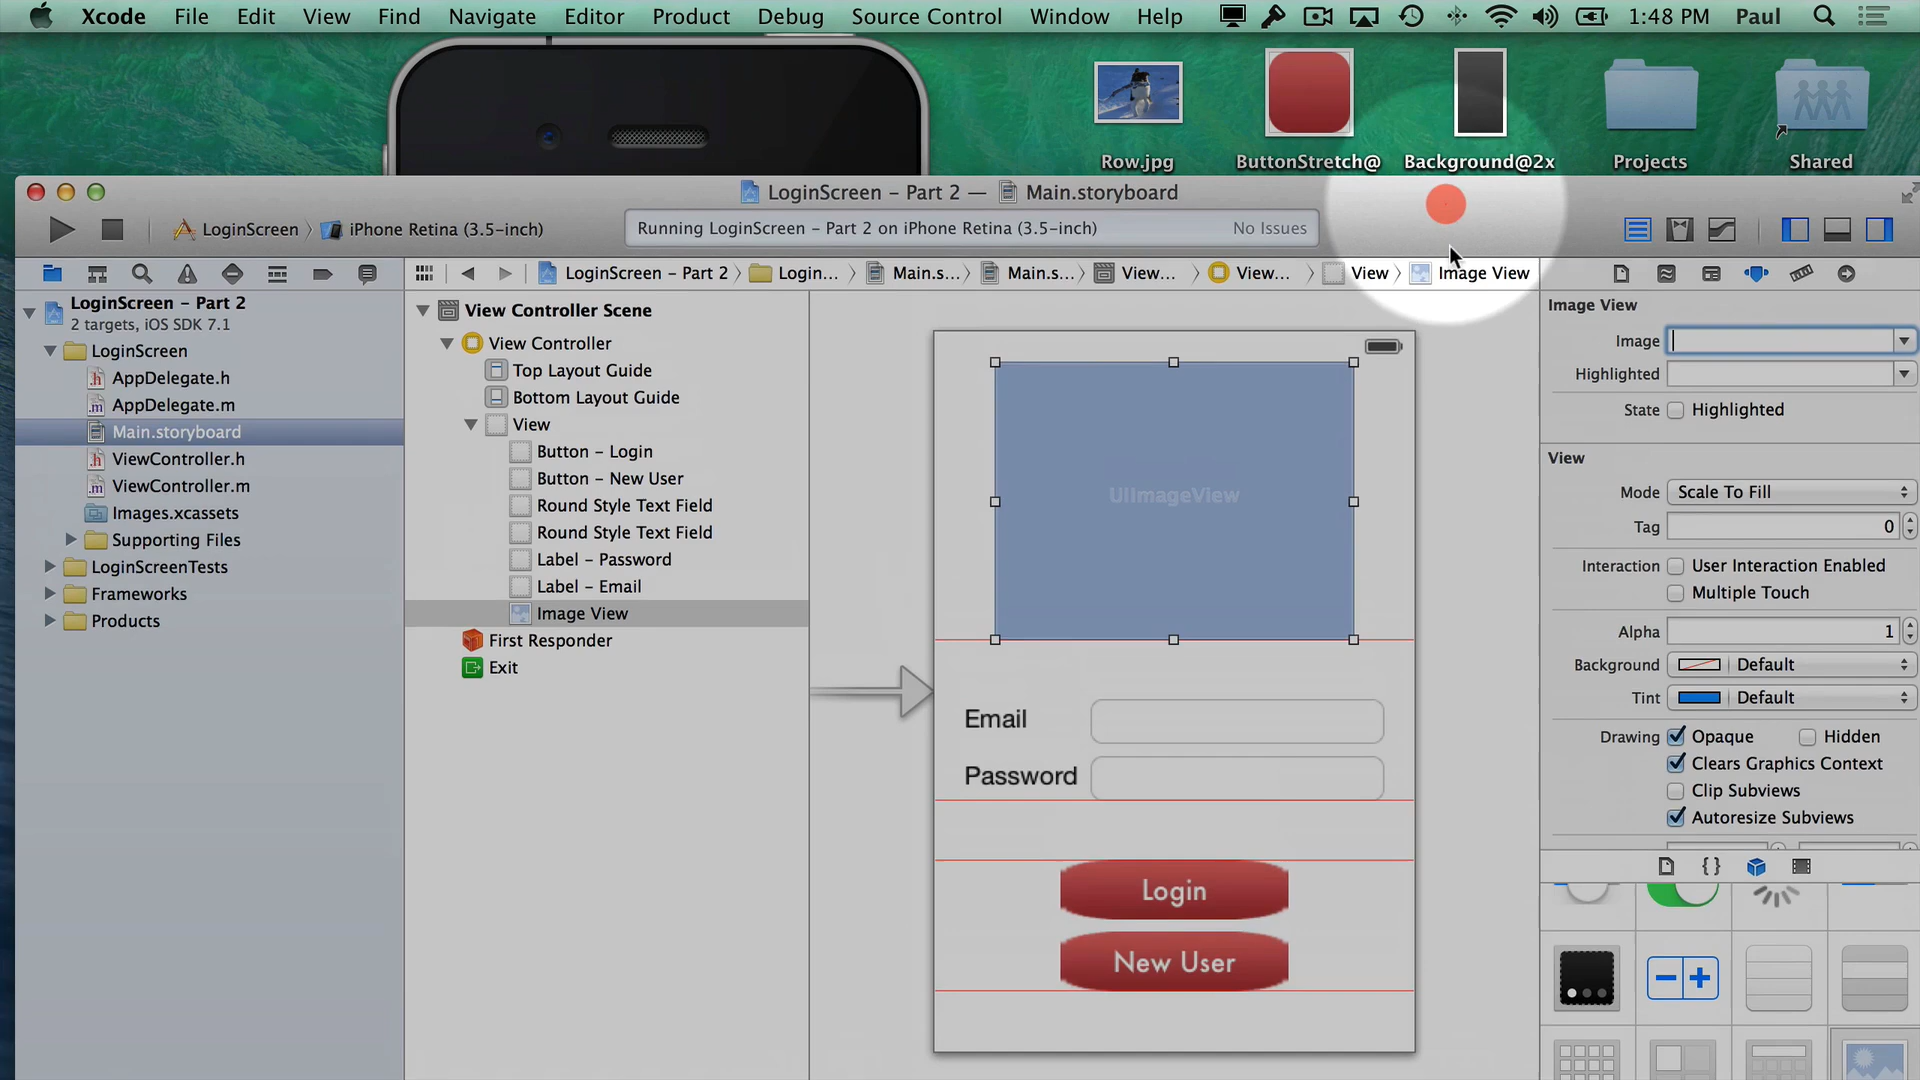 Xcode File Edit View Find Navigate Editor Product Debug Source Control Window Help 1:48 PM Paul
Row.jpg ButtonStretch@ Background@2x Projects Shared
LoginScreen – Part 2 — Main.storyboard
LoginScreen iPhone Retina (3.5-inch) Running LoginScreen – Part 2 on iPhone Retina (3.5-inch) No Issues
LoginScreen – Part 2 Login... Main.s... Main.s... View... View... View Image View
LoginScreen – Part 2
2 targets, iOS SDK 7.1
LoginScreen
AppDelegate.h
AppDelegate.m
Main.storyboard
ViewController.h
ViewController.m
Images.xcassets
Supporting Files
LoginScreenTests
Frameworks
Products
View Controller Scene
View Controller
Top Layout Guide
Bottom Layout Guide
View
Button – Login
Button – New User
Round Style Text Field
Round Style Text Field
Label – Password
Label – Email
Image View
First Responder
Exit
UIImageView
Email
Password
Login
New User
Image View
Image
Highlighted
State Highlighted
View
Mode Scale To Fill
Tag 0
Interaction User Interaction Enabled
Multiple Touch
Alpha 1
Background Default
Tint Default
Drawing Opaque Hidden
Clears Graphics Context
Clip Subviews
Autoresize Subviews